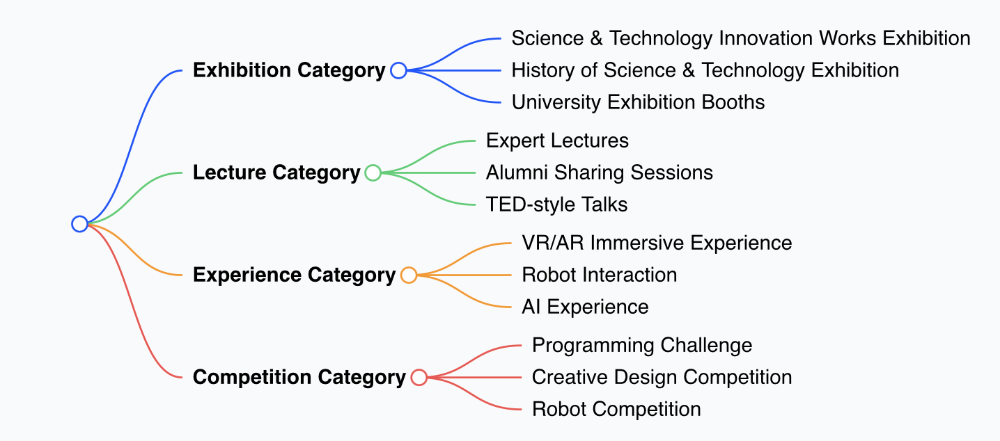 Exhibition Category
Science & Technology Innovation Works Exhibition
History of Science & Technology Exhibition
University Exhibition Booths
Lecture Category
Expert Lectures
Alumni Sharing Sessions
TED-style Talks
Experience Category
VR/AR Immersive Experience
Robot Interaction
AI Experience
Competition Category
Programming Challenge
Creative Design Competition
Robot Competition